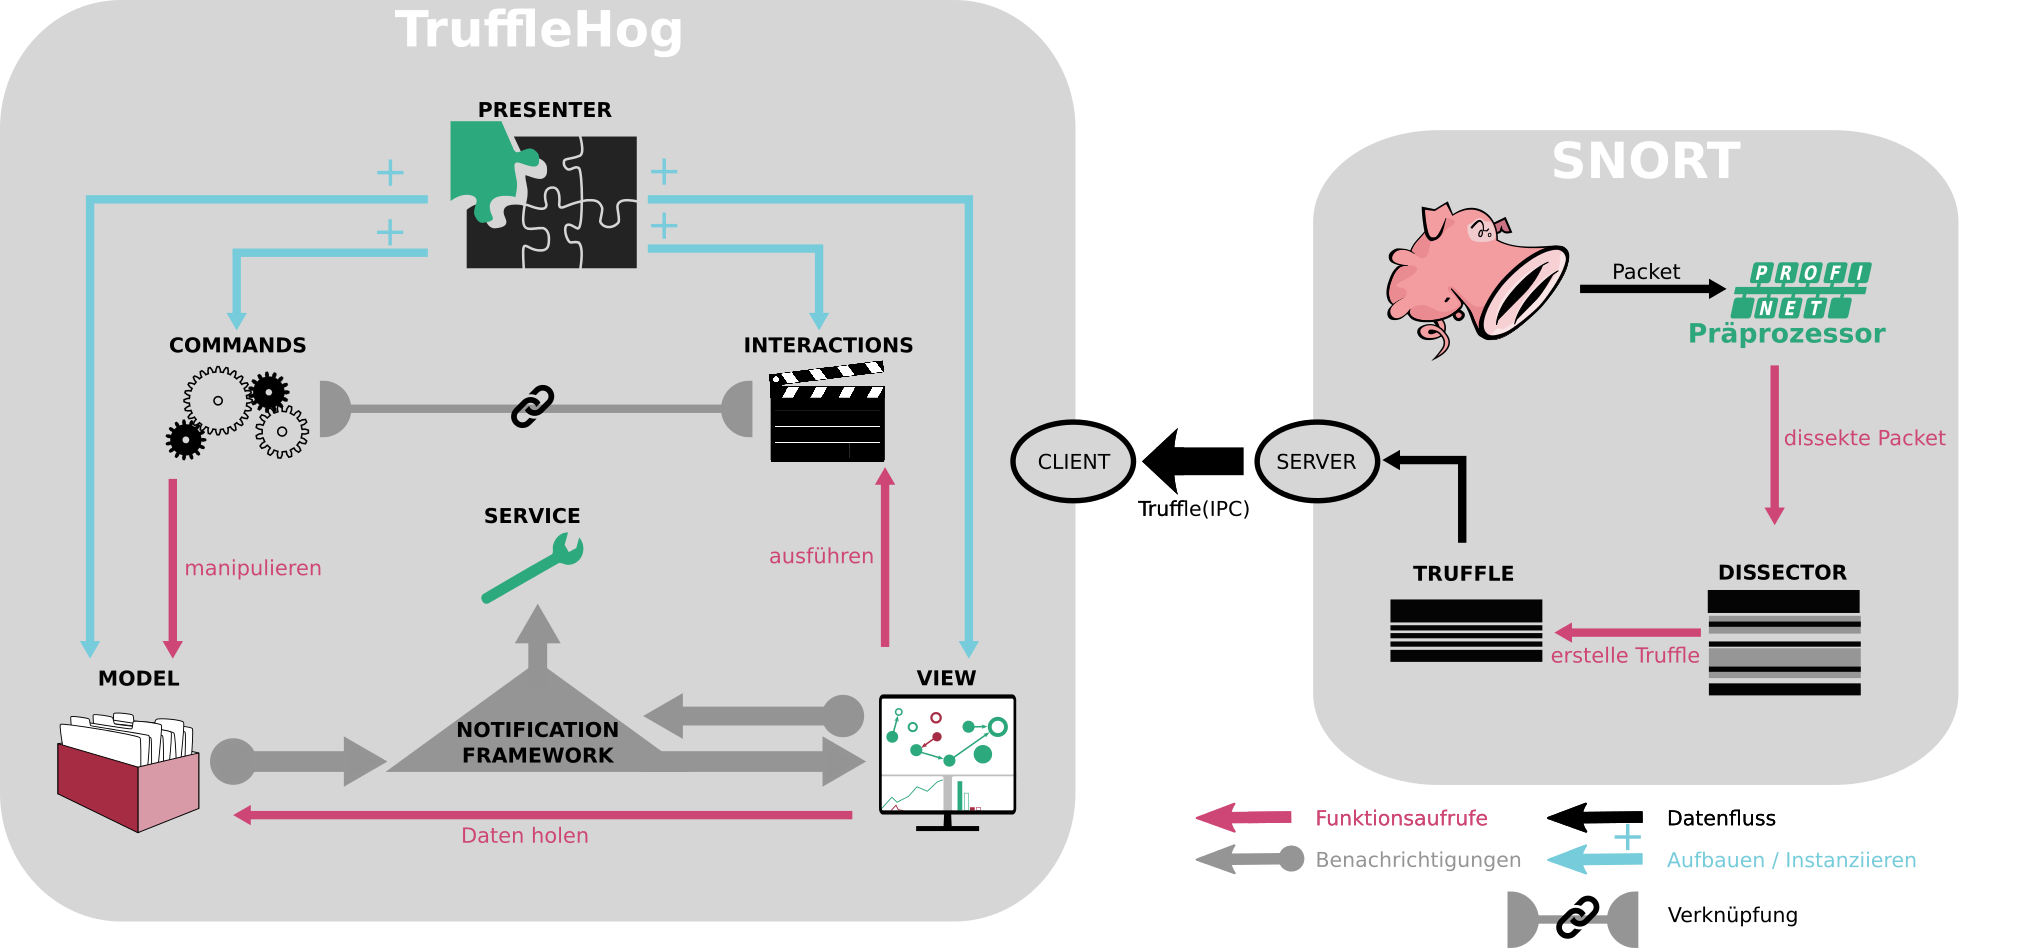 TruffleHog
PRESENTER
COMMANDS
INTERACTIONS
SERVICE
manipulieren
ausführen
MODEL
VIEW
NOTIFICATION
FRAMEWORK
Daten holen
CLIENT
Truffle(IPC)
SERVER
SNORT
Packet
PROFI
NET
Präprozessor
dissekte Packet
TRUFFLE
DISSECTOR
erstelle Truffle
Funktionsaufrufe
Datenfluss
Benachrichtigungen
Aufbauen / Instanziieren
Verknüpfung